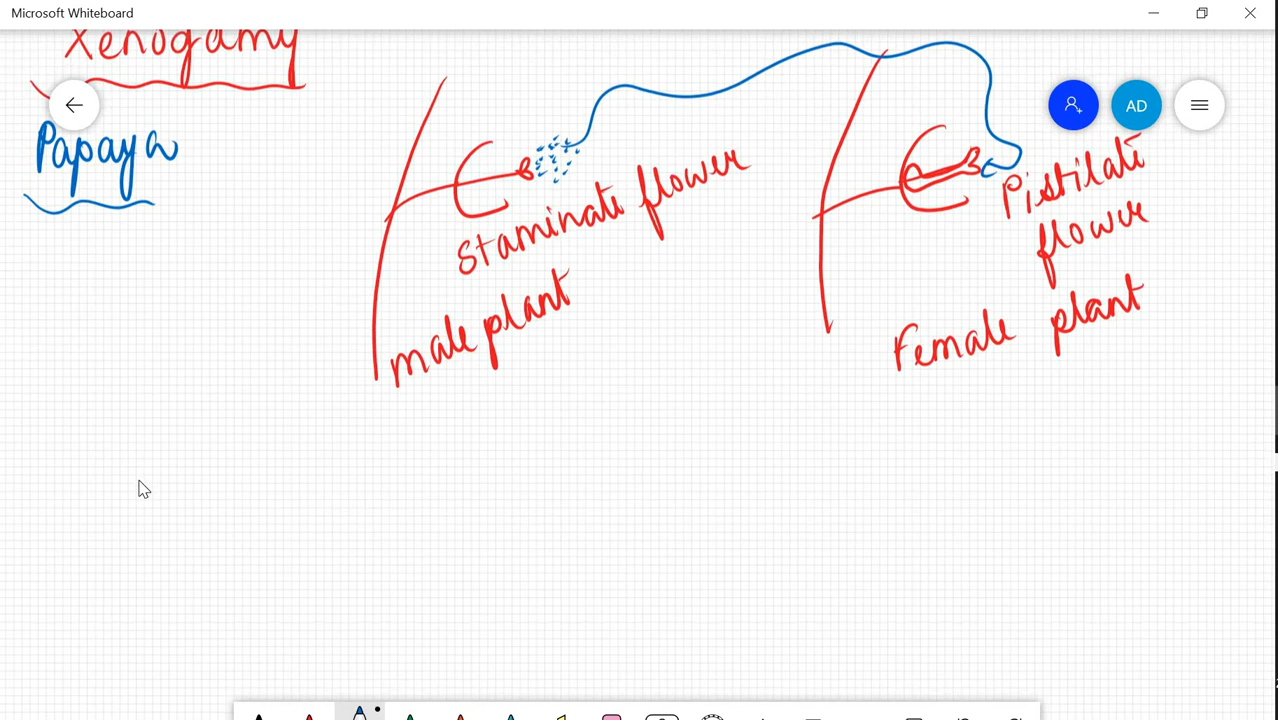 Microsoft Whiteboard
Xenogamy
AD
Papaya
Staminate flower
Pistilate
flower
male plant
Female plant